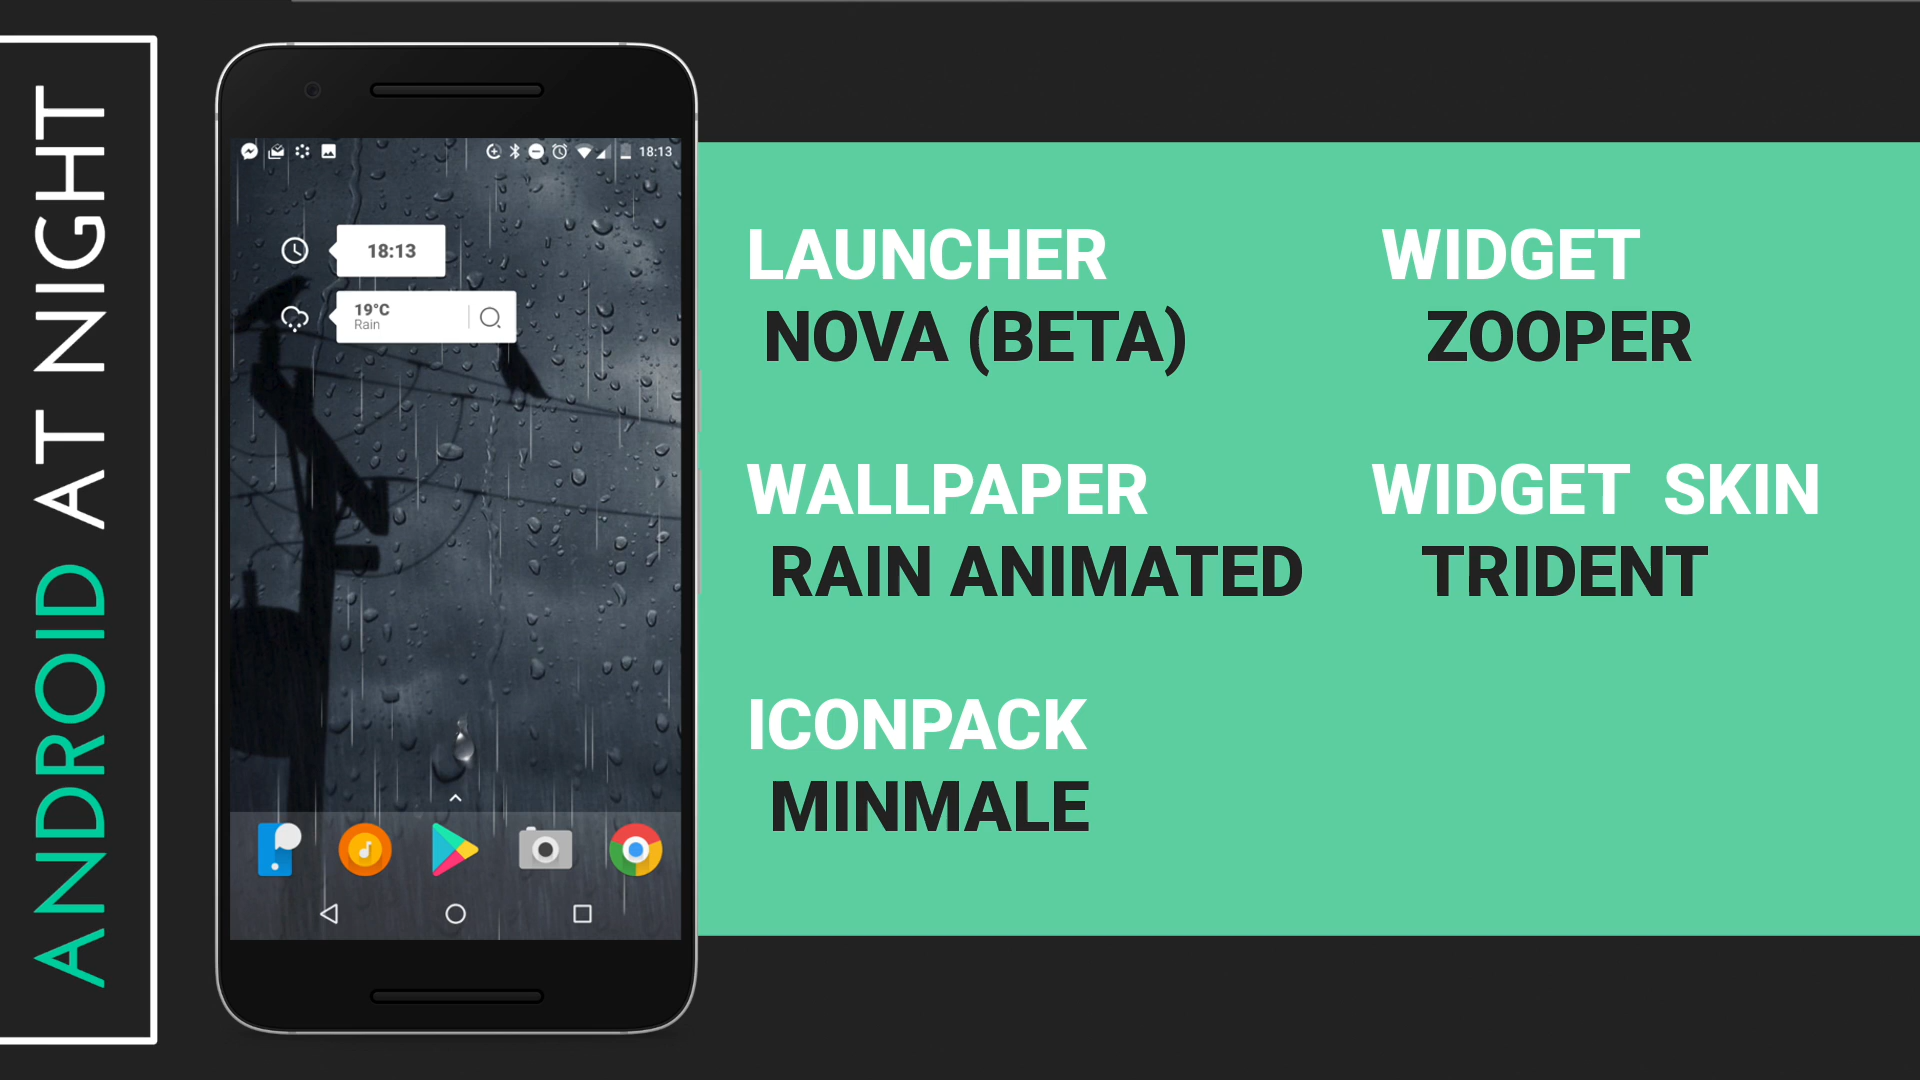 ANDROID AT NIGHT
18:13
18:13
19°C
Rain
LAUNCHER
NOVA (BETA)
WALLPAPER
RAIN ANIMATED
ICONPACK
MINMALE
WIDGET
ZOOPER
WIDGET SKIN
TRIDENT